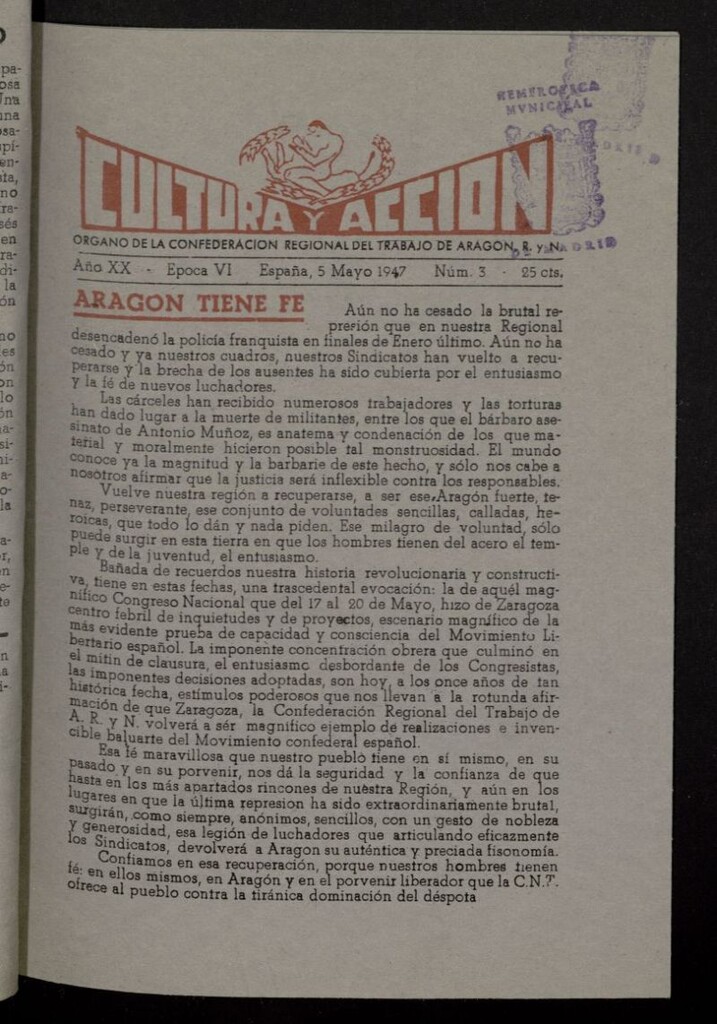 HEMEROTECA
MVNICIPAL
CULTURA Y ACCION
DE MADRID
ORGANO DE LA CONFEDERACION REGIONAL DEL TRABAJO DE ARAGON, R. y N.
Año XX - Epoca VI España, 5 Mayo 1947 Núm. 3 - 25 cts.
ARAGON TIENE FE
Aún no ha cesado la brutal re-
presión que en nuestra Regional
desencadenó la policía franquista en finales de Enero último. Aún no ha
cesado y ya nuestros cuadros, nuestros Sindicatos han vuelto a recu-
perarse y la brecha de los ausentes ha sido cubierta por el entusiasmo
y la fé de nuevos luchadores.
Las cárceles han recibido numerosos trabajadores y las torturas
han dado lugar a la muerte de militantes, entre los que el bárbaro ase-
sinato de Antonio Muñoz, es anatema y condenación de los que ma-
terial y moralmente hicieron posible tal monstruosidad. El mundo
conoce ya la magnitud y la barbarie de este hecho, y sólo nos cabe a
nosotros afirmar que la justicia será inflexible contra los responsables.
Vuelve nuestra región a recuperarse, a ser ese Aragón fuerte, te-
naz, perseverante, ese conjunto de voluntades sencillas, calladas, he-
roicas, que todo lo dán y nada piden. Ese milagro de voluntad, sólo
puede surgir en esta tierra en que los hombres tienen del acero el tem-
ple y de la juventud, el entusiasmo.
Bañada de recuerdos nuestra historia revolucionaria y constructi-
va, tiene en estas fechas, una trascedental evocación: la de aquél mag-
nífico Congreso Nacional que del 17 al 20 de Mayo, hizo de Zaragoza
centro febril de inquietudes y de proyectos, escenario magnífico de la
más evidente prueba de capacidad y consciencia del Movimiento Li-
bertario español. La imponente concentración obrera que culminó en
el mitin de clausura, el entusiasmo desbordante de los Congresistas,
las imponentes decisiones adoptadas, son hoy, a los once años de tan
histórica fecha, estímulos poderosos que nos llevan a la rotunda afir-
mación de que Zaragoza, la Confederación Regional del Trabajo de
A. R. y N. volverá a sér magnífico ejemplo de realizaciones e inven-
cible baluarte del Movimiento confederal español.
Esa fé maravillosa que nuestro pueblo tiene en sí mismo, en su
pasado y en su porvenir, nos dá la seguridad y la confianza de que
hasta en los más apartados rincones de nuestra Región, y aún en los
lugares en que la última represion ha sido extraordinariamente brutal,
surgirán, como siempre, anónimos, sencillos, con un gesto de nobleza
y generosidad, esa legión de luchadores que articulando eficazmente
los Sindicatos, devolverá a Aragon su auténtica y preciada fisonomía.
Confiamos en esa recuperación, porque nuestros hombres tienen
fé: en ellos mismos, en Aragón y en el porvenir liberador que la C.N.T.
ofrece al pueblo contra la tiránica dominación del déspota